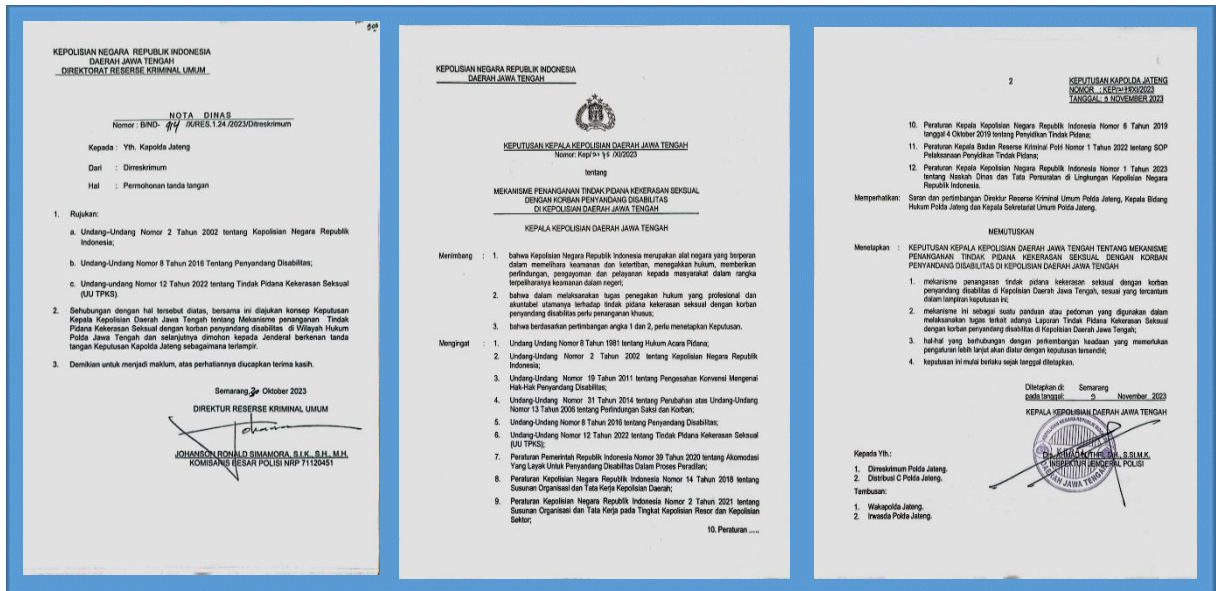 KEPOLISIAN NEGARA REPUBLIK INDONESIA
DAERAH JAWA TENGAH
DIREKTORAT RESERSE KRIMINAL UMUM
NOTA DINAS
Nomor : B/ND- 914 /X/RES.1.24./2023/Ditreskrimum
Kepada : Yth. Kapolda Jateng
Dari : Dirreskrimum
Hal : Permohonan tanda tangan
1. Rujukan:
a. Undang–Undang Nomor 2 Tahun 2002 tentang Kepolisian Negara Republik
Indonesia;
b. Undang-Undang Nomor 8 Tahun 2016 Tentang Penyandang Disabilitas;
c. Undang-undang Nomor 12 Tahun 2022 tentang Tindak Pidana Kekerasan Seksual
(UU TPKS).
2. Sehubungan dengan hal tersebut diatas, bersama ini diajukan konsep Keputusan
Kepala Kepolisian Daerah Jawa Tengah tentang Mekanisme penanganan Tindak
Pidana Kekerasan Seksual dengan korban penyandang disabilitas di Wilayah Hukum
Polda Jawa Tengah dan selanjutnya dimohon kepada Jenderal berkenan tanda
tangan Keputusan Kapolda Jateng sebagaimana terlampir.
3. Demikian untuk menjadi maklum, atas perhatiannya diucapkan terima kasih.
Semarang, 30 Oktober 2023
DIREKTUR RESERSE KRIMINAL UMUM
JOHANSON RONALD SIMAMORA, S.I.K., S.H., M.H.
KOMISARIS BESAR POLISI NRP 71120451
KEPOLISIAN NEGARA REPUBLIK INDONESIA
DAERAH JAWA TENGAH
KEPUTUSAN KEPALA KEPOLISIAN DAERAH JAWA TENGAH
Nomor: Kep/ /XI/2023
tentang
MEKANISME PENANGANAN TINDAK PIDANA KEKERASAN SEKSUAL
DENGAN KORBAN PENYANDANG DISABILITAS
DI KEPOLISIAN DAERAH JAWA TENGAH
KEPALA KEPOLISIAN DAERAH JAWA TENGAH
Menimbang : 1. bahwa Kepolisian Negara Republik Indonesia merupakan alat negara yang berperan
dalam memelihara keamanan dan ketertiban, menegakkan hukum, memberikan
perlindungan, pengayoman dan pelayanan kepada masyarakat dalam rangka
terpeliharanya keamanan dalam negeri;
2. bahwa dalam melaksanakan tugas penegakan hukum yang profesional dan
akuntabel utamanya terhadap tindak pidana kekerasan seksual dengan korban
penyandang disabilitas perlu penanganan khusus;
3. bahwa berdasarkan pertimbangan angka 1 dan 2, perlu menetapkan Keputusan.
Mengingat : 1. Undang Undang Nomor 8 Tahun 1981 tentang Hukum Acara Pidana;
2. Undang-Undang Nomor 2 Tahun 2002 tentang Kepolisian Negara Republik
Indonesia;
3. Undang-Undang Nomor 19 Tahun 2011 tentang Pengesahan Konvensi Mengenai
Hak-Hak Penyandang Disabilitas;
4. Undang-Undang Nomor 31 Tahun 2014 tentang Perubahan atas Undang-Undang
Nomor 13 Tahun 2006 tentang Perlindungan Saksi dan Korban;
5. Undang-Undang Nomor 8 Tahun 2016 tentang Penyandang Disabilitas;
6. Undang-Undang Nomor 12 Tahun 2022 tentang Tindak Pidana Kekerasan Seksual
(UU TPKS);
7. Peraturan Pemerintah Republik Indonesia Nomor 39 Tahun 2020 tentang Akomodasi
Yang Layak Untuk Penyandang Disabilitas Dalam Proses Peradilan;
8. Peraturan Kepolisian Negara Republik Indonesia Nomor 14 Tahun 2018 tentang
Susunan Organisasi dan Tata Kerja Kepolisian Daerah;
9. Peraturan Kepolisian Negara Republik Indonesia Nomor 2 Tahun 2021 tentang
Susunan Organisasi dan Tata Kerja pada Tingkat Kepolisian Resor dan Kepolisian
Sektor;
10. Peraturan .....
2
KEPUTUSAN KAPOLDA JATENG
NOMOR : KEP/ /XI/2023
TANGGAL: 9 NOVEMBER 2023
10. Peraturan Kepala Kepolisian Negara Republik Indonesia Nomor 6 Tahun 2019
tanggal 4 Oktober 2019 tentang Penyidikan Tindak Pidana;
11. Peraturan Kepala Badan Reserse Kriminal Polri Nomor 1 Tahun 2022 tentang SOP
Pelaksanaan Penyidikan Tindak Pidana;
12. Peraturan Kepala Kepolisian Negara Republik Indonesia Nomor 1 Tahun 2023
tentang Naskah Dinas dan Tata Persuratan di Lingkungan Kepolisian Negara
Republik Indonesia.
Memperhatikan: Saran dan pertimbangan Direktur Reserse Kriminal Umum Polda Jateng, Kepala Bidang
Hukum Polda Jateng dan Kepala Sekretariat Umum Polda Jateng.
MEMUTUSKAN
Menetapkan : KEPUTUSAN KEPALA KEPOLISIAN DAERAH JAWA TENGAH TENTANG MEKANISME
PENANGANAN TINDAK PIDANA KEKERASAN SEKSUAL DENGAN KORBAN
PENYANDANG DISABILITAS DI KEPOLISIAN DAERAH JAWA TENGAH
1. mekanisme penanganan tindak pidana kekerasan seksual dengan korban
penyandang disabilitas di Kepolisian Daerah Jawa Tengah, sesuai yang tercantum
dalam lampiran keputusan ini;
2. mekanisme ini sebagai suatu panduan atau pedoman yang digunakan dalam
melaksanakan tugas terkait adanya Laporan Tindak Pidana Kekerasan Seksual
dengan korban penyandang disabilitas di Kepolisian Daerah Jawa Tengah;
3. hal-hal yang berhubungan dengan perkembangan keadaan yang memerlukan
pengaturan lebih lanjut akan diatur dengan keputusan tersendiri;
4. keputusan ini mulai berlaku sejak tanggal ditetapkan.
Ditetapkan di: Semarang
pada tanggal: 9 November 2023
KEPALA KEPOLISIAN DAERAH JAWA TENGAH
INSPEKTUR JENDERAL POLISI
DAERAH JAWA TENGAH
Kepada Yth.:
1. Dirreskrimum Polda Jateng.
2. Distribusi C Polda Jateng.
Tembusan:
1. Wakapolda Jateng.
2. Irwasda Polda Jateng.